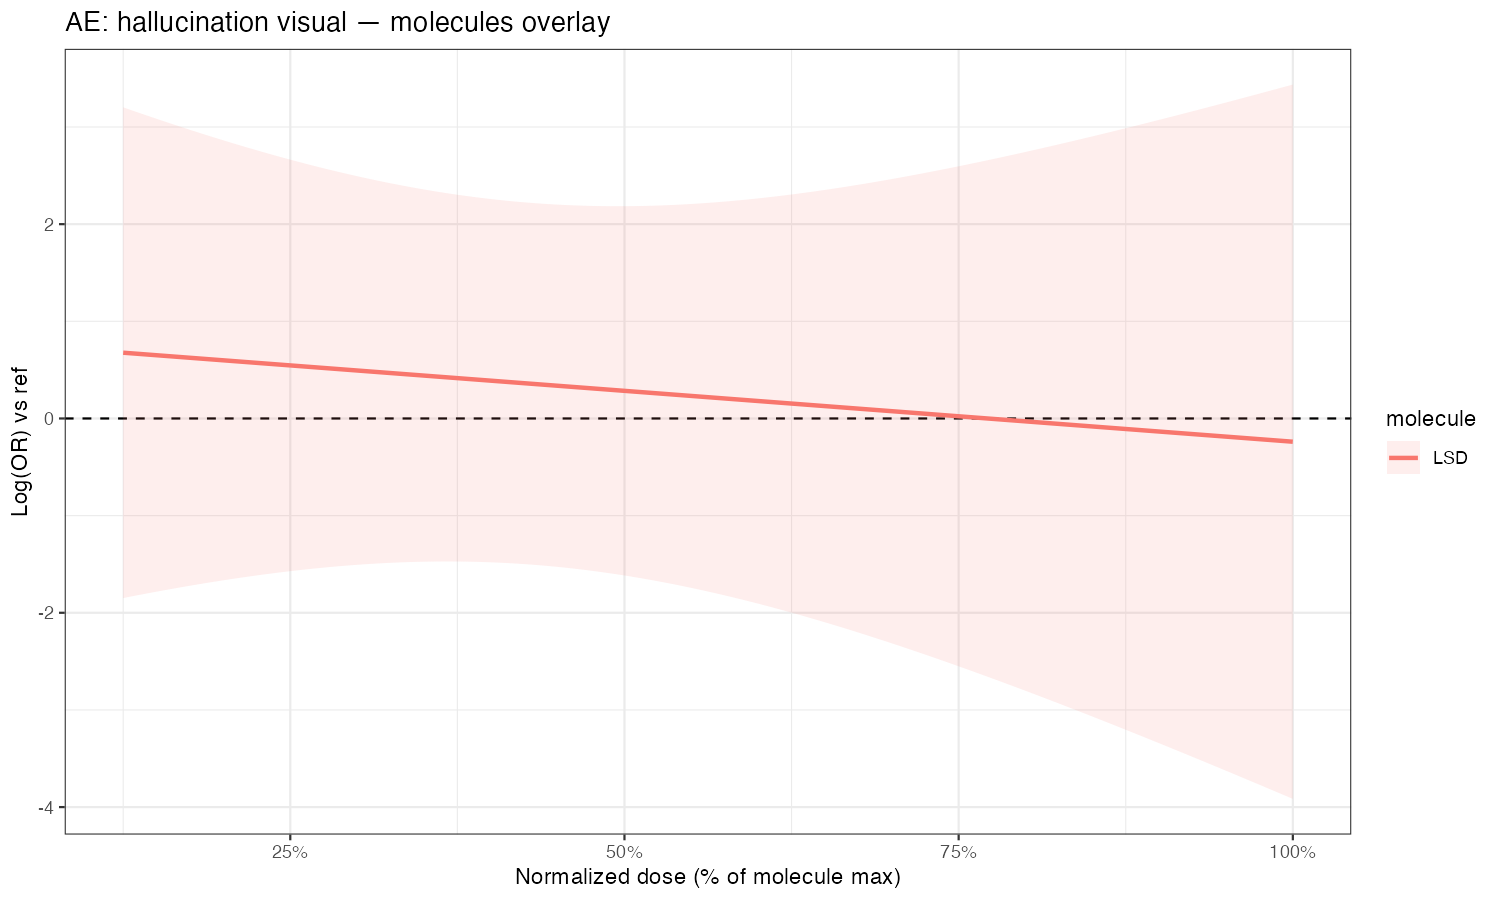 AE: hallucination visual — molecules overlay
Log(OR) vs ref
2
0
-2
-4
25%
50%
75%
100%
Normalized dose (% of molecule max)
molecule
LSD